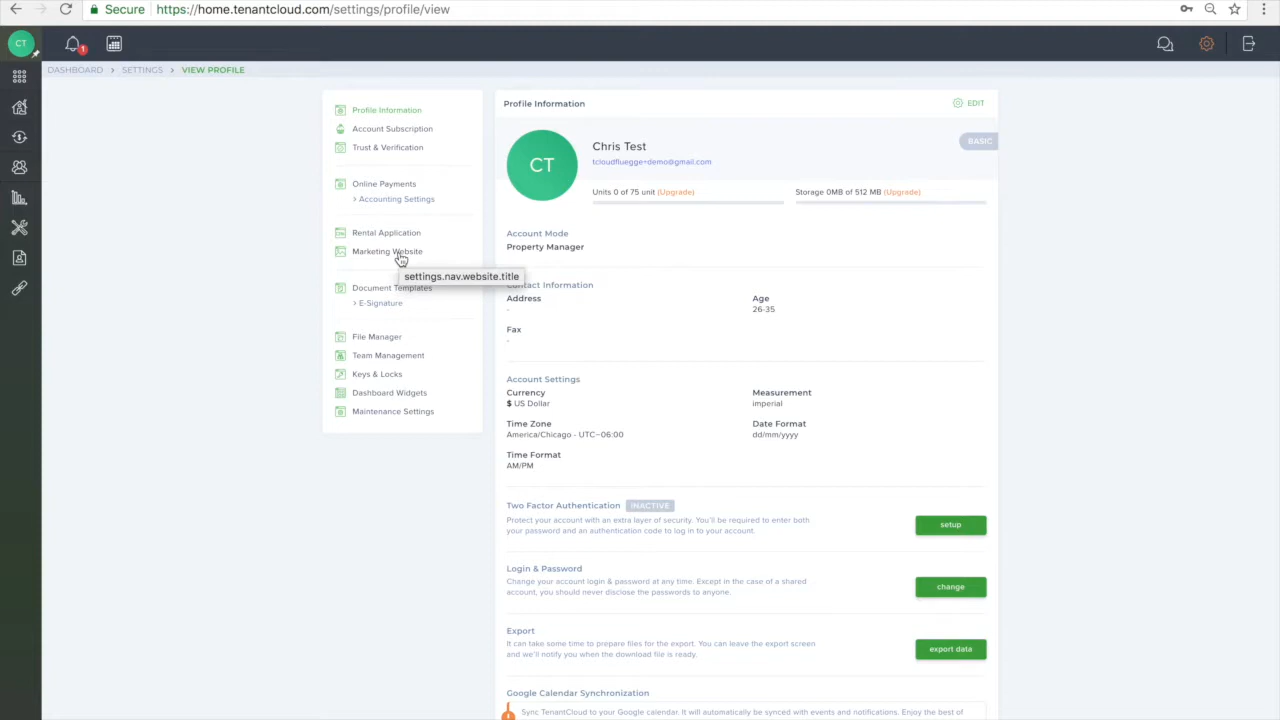 Secure
https://home.tenantcloud.com/settings/profile/view
CT
1
DASHBOARD > SETTINGS > VIEW PROFILE
Profile Information
Account Subscription
Trust & Verification
Online Payments
> Accounting Settings
Rental Application
Marketing Website
settings.nav.website.title
Document Templates
> E-Signature
File Manager
Team Management
Keys & Locks
Dashboard Widgets
Maintenance Settings
Profile Information
EDIT
CT
Chris Test
BASIC
tcloudfluegge+demo@gmail.com
Units 0 of 75 unit (Upgrade)
Storage 0MB of 512 MB (Upgrade)
Account Mode
Property Manager
Contact Information
Address
-
Age
26-35
Fax
-
Account Settings
Currency
$ US Dollar
Measurement
imperial
Time Zone
America/Chicago - UTC−06:00
Date Format
dd/mm/yyyy
Time Format
AM/PM
Two Factor Authentication INACTIVE
Protect your account with an extra layer of security. You'll be required to enter both
your password and an authentication code to log in to your account.
setup
Login & Password
Change your account login & password at any time. Except in the case of a shared
account, you should never disclose the passwords to anyone.
change
Export
It can take some time to prepare files for the export. You can leave the export screen
and we'll notify you when the download file is ready.
export data
Google Calendar Synchronization
Sync TenantCloud to your Google calendar. It will automatically be synced with events and notifications. Enjoy the best of